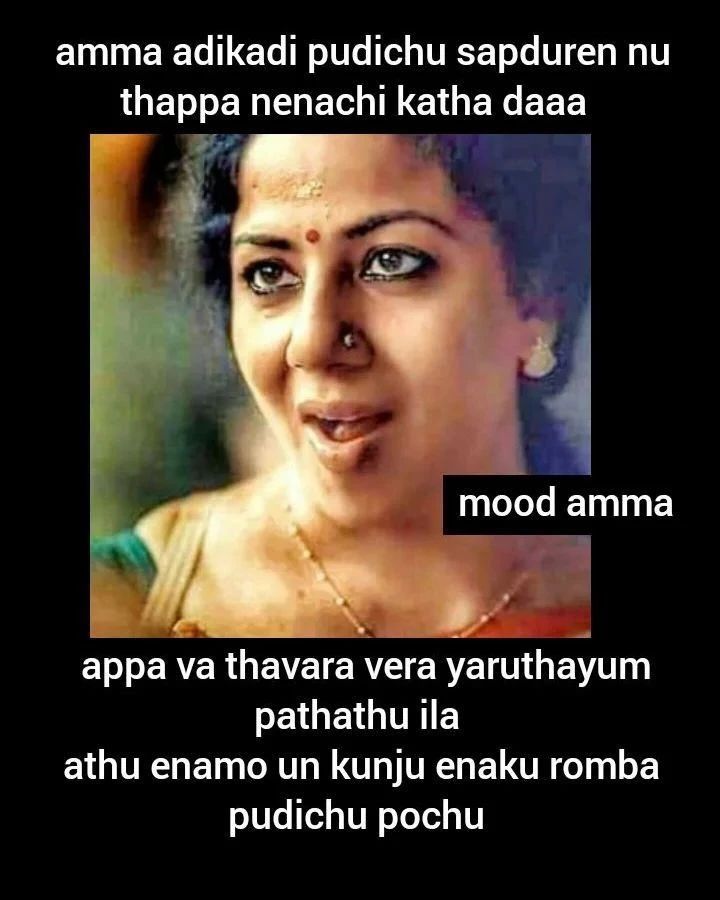 amma adikadi pudichu sapduren nu
thappa nenachi katha daaa
mood amma
appa va thavara vera yaruthayum
pathathu ila
athu enamo un kunju enaku romba
pudichu pochu